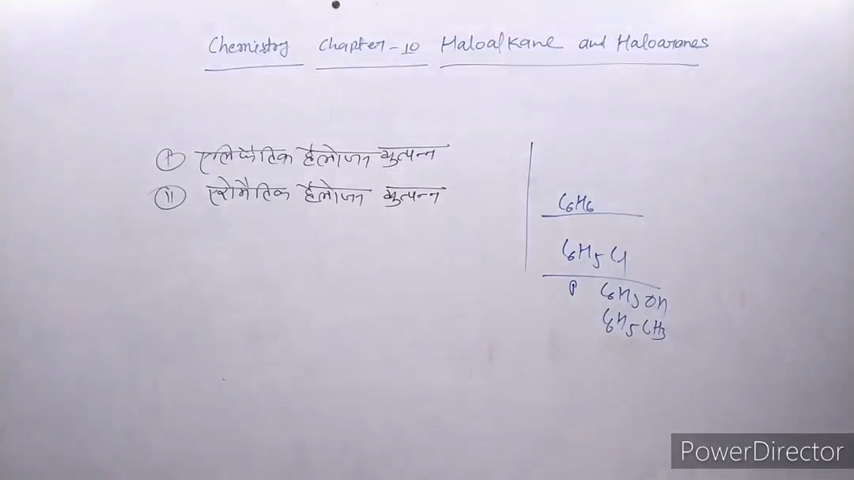 Chemistry Chapter-10 Haloalkane and Haloarenes
(i) एलिफैटिक हैलोजन व्युत्पन्न
(ii) एरोमैटिक हैलोजन व्युत्पन्न
C6H6
C6H5Cl
C6H5OH
C6H5CH3
PowerDirector